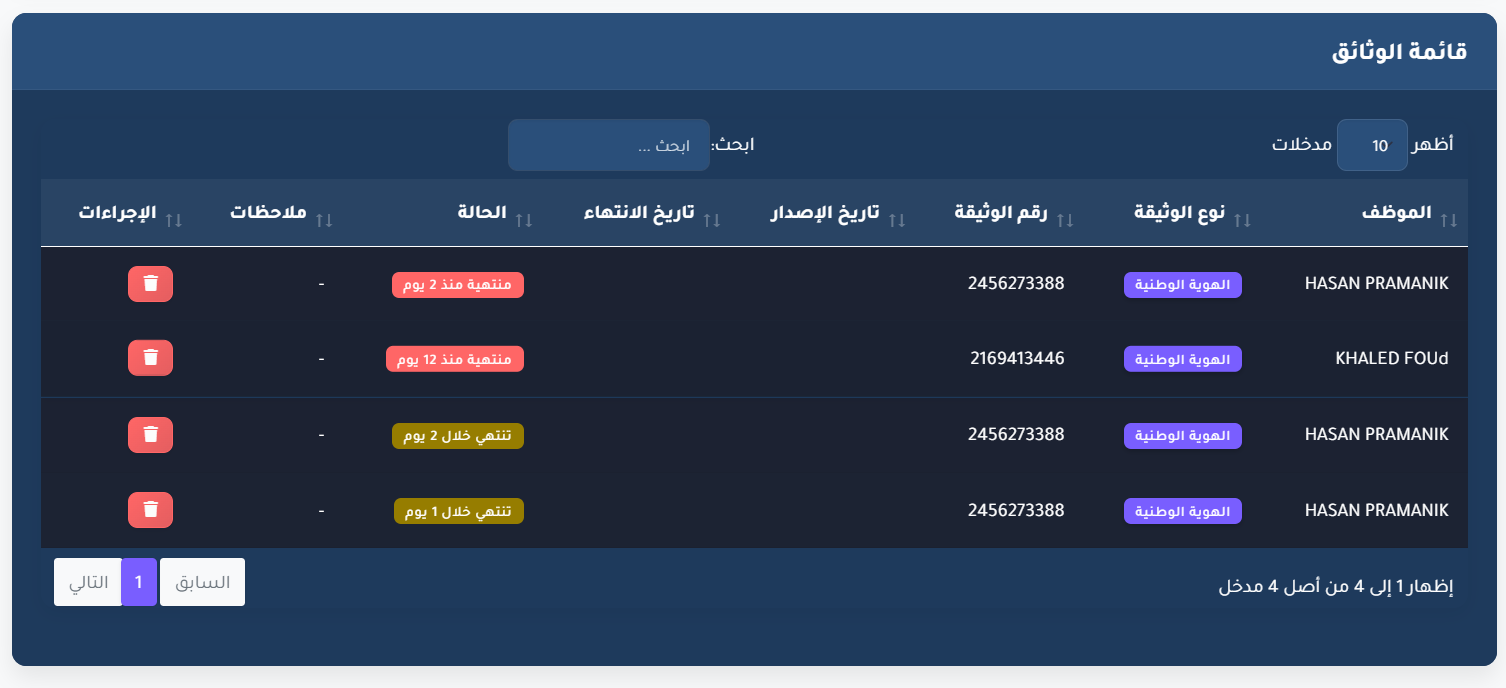 قائمة الوثائق
أظهر 10 مدخلات ابحث: ابحث ...
الموظف نوع الوثيقة رقم الوثيقة تاريخ الإصدار تاريخ الانتهاء الحالة ملاحظات الإجراءات
HASAN PRAMANIK الهوية الوطنية 2456273388 منتهية منذ 2 يوم -
KHALED FOUd الهوية الوطنية 2169413446 منتهية منذ 12 يوم -
HASAN PRAMANIK الهوية الوطنية 2456273388 تنتهي خلال 2 يوم -
HASAN PRAMANIK الهوية الوطنية 2456273388 تنتهي خلال 1 يوم -
إظهار 1 إلى 4 من أصل 4 مدخل السابق 1 التالي